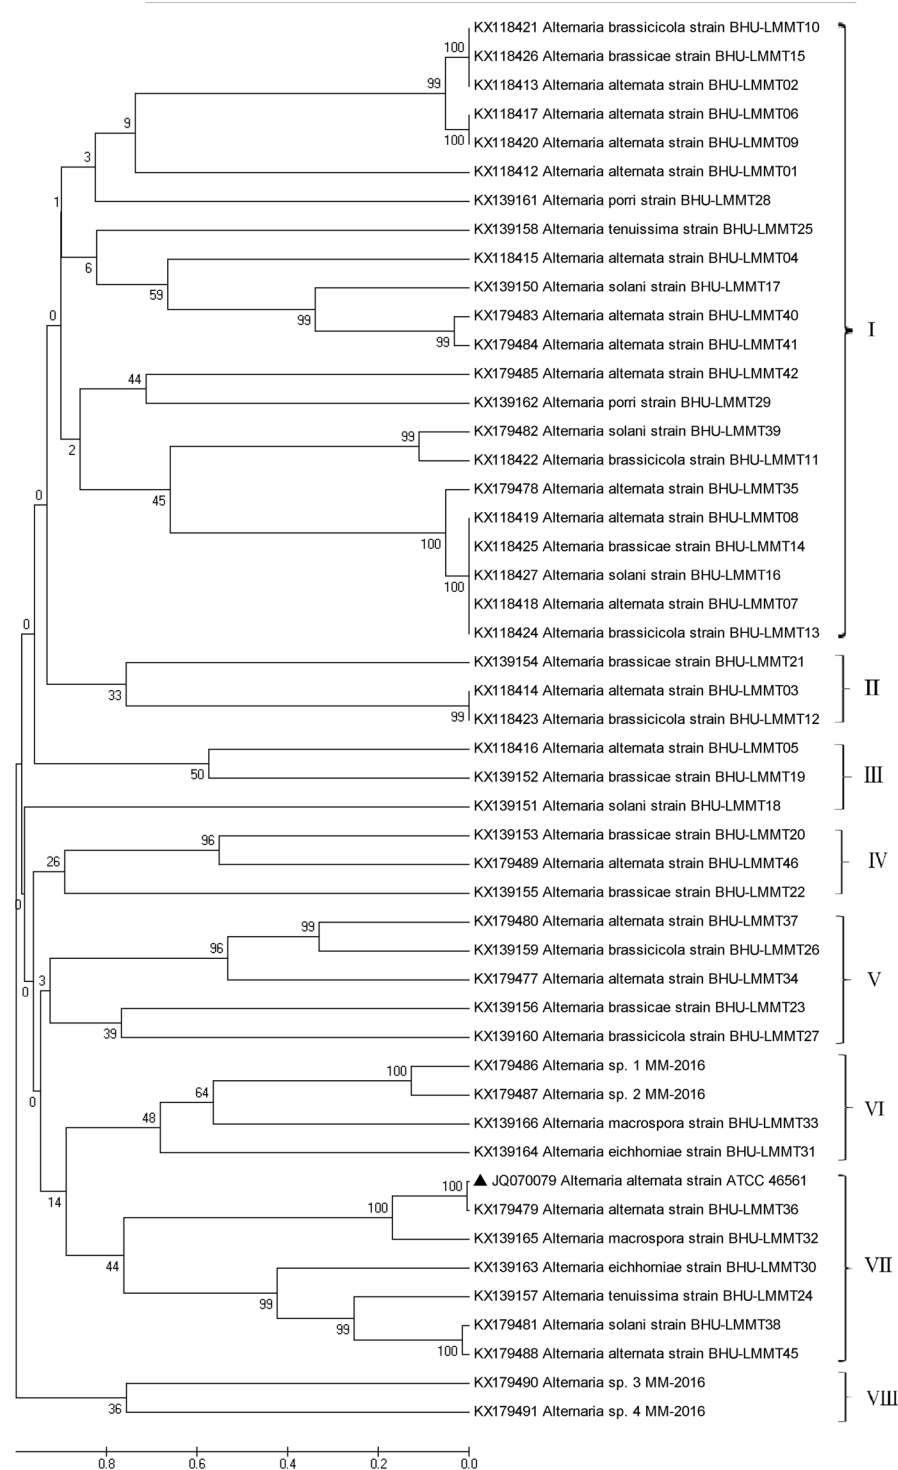 KX118421 Alternaria brassicicola strain BHU-LMMT10
100
KX118426 Alternaria brassicae strain BHU-LMMT15
99
KX118413 Alternaria alternata strain BHU-LMMT02
KX118417 Alternaria alternata strain BHU-LMMT06
9
100
KX118420 Alternaria alternata strain BHU-LMMT09
3
KX118412 Alternaria alternata strain BHU-LMMT01
1
KX139161 Alternaria porri strain BHU-LMMT28
KX139158 Alternaria tenuissima strain BHU-LMMT25
6
KX118415 Alternaria alternata strain BHU-LMMT04
59
KX139150 Alternaria solani strain BHU-LMMT17
0
99
KX179483 Alternaria alternata strain BHU-LMMT40
I
99
KX179484 Alternaria alternata strain BHU-LMMT41
44
KX179485 Alternaria alternata strain BHU-LMMT42
KX139162 Alternaria porri strain BHU-LMMT29
99
KX179482 Alternaria solani strain BHU-LMMT39
2
KX118422 Alternaria brassicicola strain BHU-LMMT11
0
45
KX179478 Alternaria alternata strain BHU-LMMT35
KX118419 Alternaria alternata strain BHU-LMMT08
100
KX118425 Alternaria brassicae strain BHU-LMMT14
KX118427 Alternaria solani strain BHU-LMMT16
100
KX118418 Alternaria alternata strain BHU-LMMT07
0
KX118424 Alternaria brassicicola strain BHU-LMMT13
KX139154 Alternaria brassicae strain BHU-LMMT21
33
KX118414 Alternaria alternata strain BHU-LMMT03
II
99
KX118423 Alternaria brassicicola strain BHU-LMMT12
KX118416 Alternaria alternata strain BHU-LMMT05
50
KX139152 Alternaria brassicae strain BHU-LMMT19
III
KX139151 Alternaria solani strain BHU-LMMT18
96
KX139153 Alternaria brassicae strain BHU-LMMT20
26
KX179489 Alternaria alternata strain BHU-LMMT46
IV
KX139155 Alternaria brassicae strain BHU-LMMT22
0
99
KX179480 Alternaria alternata strain BHU-LMMT37
96
KX139159 Alternaria brassicicola strain BHU-LMMT26
0
3
KX179477 Alternaria alternata strain BHU-LMMT34
V
KX139156 Alternaria brassicae strain BHU-LMMT23
39
KX139160 Alternaria brassicicola strain BHU-LMMT27
100
KX179486 Alternaria sp. 1 MM-2016
64
KX179487 Alternaria sp. 2 MM-2016
0
48
KX139166 Alternaria macrospora strain BHU-LMMT33
VI
KX139164 Alternaria eichhorniae strain BHU-LMMT31
100
JQ070079 Alternaria alternata strain ATCC 46561
14
100
KX179479 Alternaria alternata strain BHU-LMMT36
KX139165 Alternaria macrospora strain BHU-LMMT32
44
KX139163 Alternaria eichhorniae strain BHU-LMMT30
VII
99
KX139157 Alternaria tenuissima strain BHU-LMMT24
99
KX179481 Alternaria solani strain BHU-LMMT38
100
KX179488 Alternaria alternata strain BHU-LMMT45
KX179490 Alternaria sp. 3 MM-2016
36
VIII
KX179491 Alternaria sp. 4 MM-2016
0.8 0.6 0.4 0.2 0.0